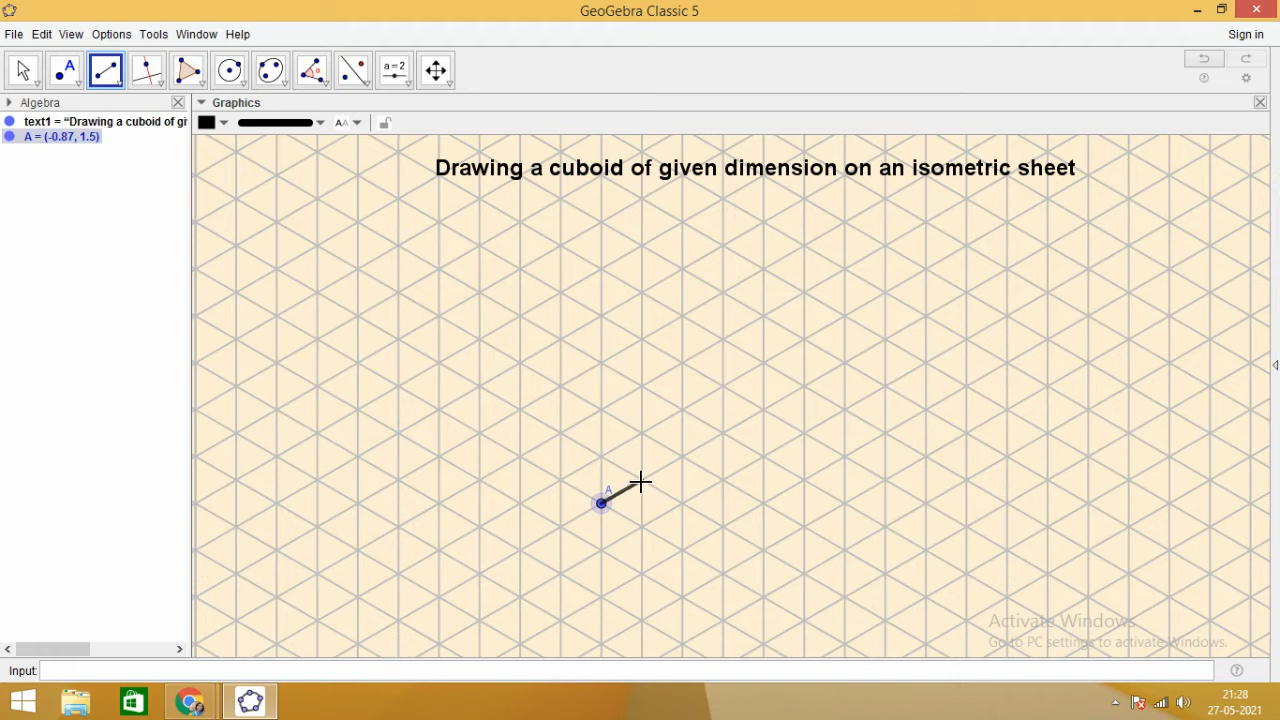 GeoGebra Classic 5
File Edit View Options Tools Window Help Sign in
A a = 2
Algebra Graphics
AA
text1 = “Drawing a cuboid of gi
A = (-0.87, 1.5)
Drawing a cuboid of given dimension on an isometric sheet
A
Activate Windows
Go to PC settings to activate Windows.
Input:
21:28
27-05-2021